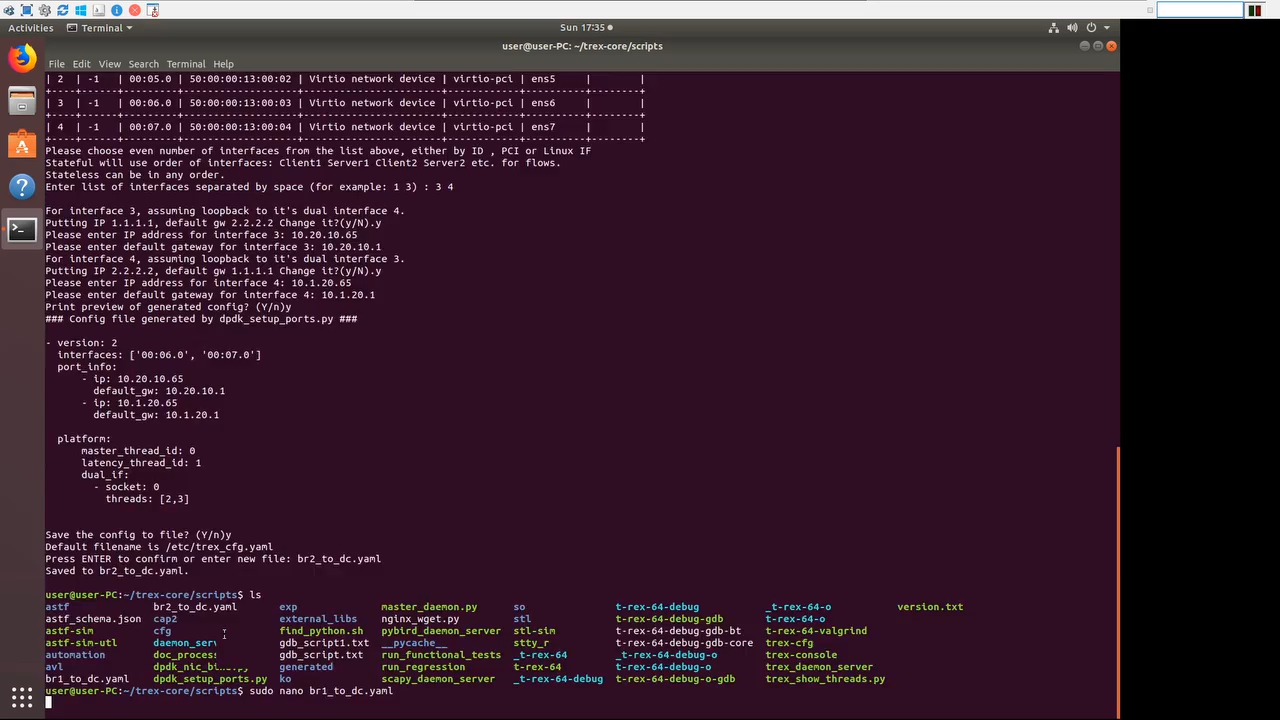 Activities Terminal Sun 17:35
user@user-PC: ~/trex-core/scripts
File Edit View Search Terminal Help
| 2 | -1 | 00:05.0 | 50:00:00:13:00:02 | Virtio network device | virtio-pci | ens5 | |
+----+------+---------+-------------------+-----------------------+------------+---------+--------+
| 3 | -1 | 00:06.0 | 50:00:00:13:00:03 | Virtio network device | virtio-pci | ens6 | |
+----+------+---------+-------------------+-----------------------+------------+---------+--------+
| 4 | -1 | 00:07.0 | 50:00:00:13:00:04 | Virtio network device | virtio-pci | ens7 | |
+----+------+---------+-------------------+-----------------------+------------+---------+--------+
Please choose even number of interfaces from the list above, either by ID , PCI or Linux IF
Stateful will use order of interfaces: Client1 Server1 Client2 Server2 etc. for flows.
Stateless can be in any order.
Enter list of interfaces separated by space (for example: 1 3) : 3 4
For interface 3, assuming loopback to it's dual interface 4.
Putting IP 1.1.1.1, default gw 2.2.2.2 Change it?(y/N).y
Please enter IP address for interface 3: 10.20.10.65
Please enter default gateway for interface 3: 10.20.10.1
For interface 4, assuming loopback to it's dual interface 3.
Putting IP 2.2.2.2, default gw 1.1.1.1 Change it?(y/N).y
Please enter IP address for interface 4: 10.1.20.65
Please enter default gateway for interface 4: 10.1.20.1
Print preview of generated config? (Y/n)y
### Config file generated by dpdk_setup_ports.py ###
- version: 2
interfaces: ['00:06.0', '00:07.0']
port_info:
- ip: 10.20.10.65
default_gw: 10.20.10.1
- ip: 10.1.20.65
default_gw: 10.1.20.1
platform:
master_thread_id: 0
latency_thread_id: 1
dual_if:
- socket: 0
threads: [2,3]
Save the config to file? (Y/n)y
Default filename is /etc/trex_cfg.yaml
Press ENTER to confirm or enter new file: br2_to_dc.yaml
Saved to br2_to_dc.yaml.
user@user-PC:~/trex-core/scripts$ ls
astf br2_to_dc.yaml exp master_daemon.py so t-rex-64-debug _t-rex-64-o version.txt
astf_schema.json cap2 external_libs nginx_wget.py stl t-rex-64-debug-gdb t-rex-64-o
astf-sim cfg find_python.sh pybird_daemon_server stl-sim t-rex-64-debug-gdb-bt t-rex-64-valgrind
astf-sim-utl daemon_serv gdb_script1.txt __pycache__ stty_r t-rex-64-debug-gdb-core trex-cfg
automation doc_process gdb_script.txt run_functional_tests _t-rex-64 _t-rex-64-debug-o trex-console
avl generated run_regression t-rex-64 t-rex-64-debug-o trex_daemon_server
br1_to_dc.yaml dpdk_setup_ports.py ko scapy_daemon_server _t-rex-64-debug t-rex-64-debug-o-gdb trex_show_threads.py
user@user-PC:~/trex-core/scripts$ sudo nano br1_to_dc.yaml